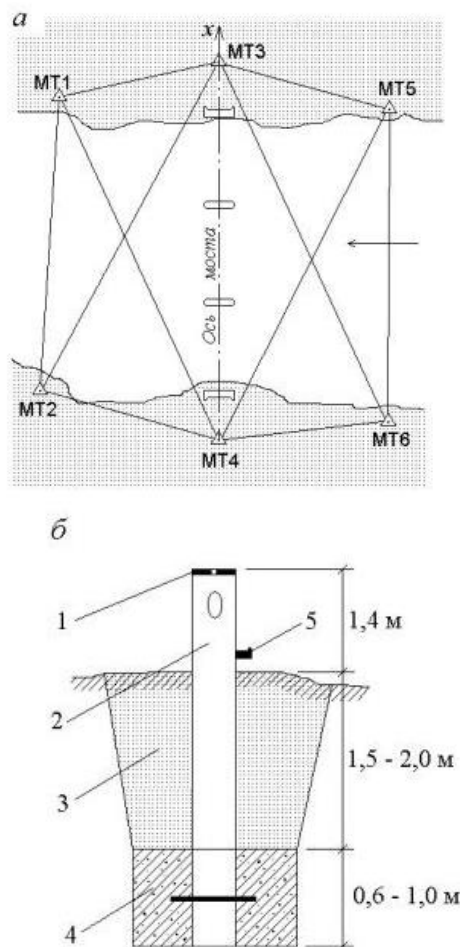 а
x
МТ3
МТ1
МТ5
Ось моста
МТ2
МТ4
МТ6
б
1
5
1,4 м
2
3
1,5 - 2,0 м
4
0,6 - 1,0 м